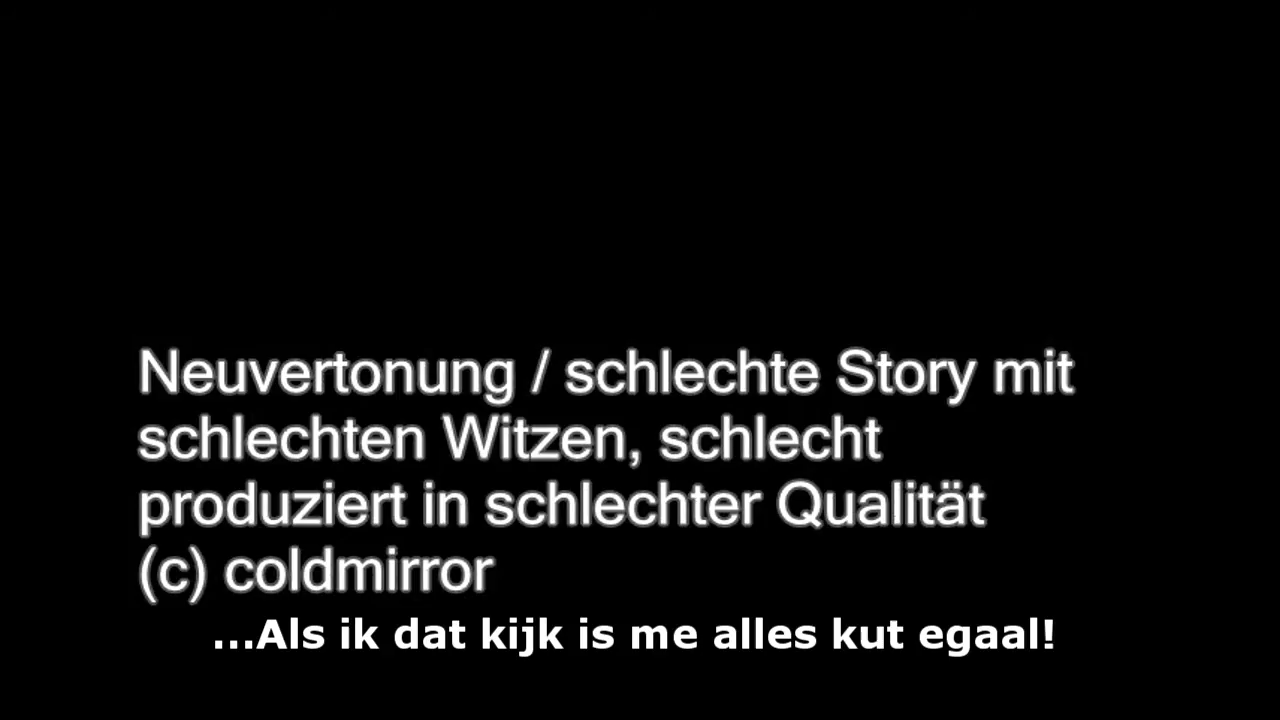 Neuvertonung / schlechte Story mit
schlechten Witzen, schlecht
produziert in schlechter Qualität
(c) coldmirror
...Als ik dat kijk is me alles kut egaal!